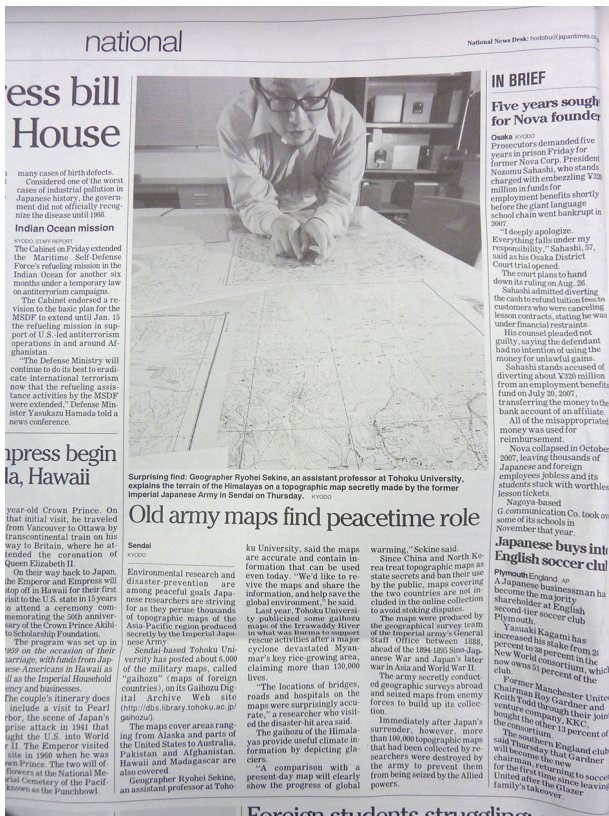 national
National News Desk: hodobu@japantimes.co
ess bill
House
many cases of birth defects.
Considered one of the worst
cases of industrial pollution in
Japanese history, the govern-
ment did not officially recog-
nize the disease until 1968.
Indian Ocean mission
KYODO, STAFF REPORT
The Cabinet on Friday extended
the Maritime Self-Defense
Force's refueling mission in the
Indian Ocean for another six
months under a temporary law
on antiterrorism campaigns.
The Cabinet endorsed a re-
vision to the basic plan for the
MSDF to extend until Jan. 15
the refueling mission in sup-
port of U.S.-led antiterrorism
operations in and around Af-
ghanistan.
"The Defense Ministry will
continue to do its best to eradi-
cate international terrorism
now that the refueling assis-
tance activities by the MSDF
were extended," Defense Min-
ister Yasukazu Hamada told a
news conference.
mpress begin
da, Hawaii
year-old Crown Prince. On
that initial visit, he traveled
from Vancouver to Ottawa by
transcontinental train on his
way to Britain, where he at-
tended the coronation of
Queen Elizabeth II.
On their way back to Japan,
the Emperor and Empress will
stop off in Hawaii for their first
visit to the U.S. state in 15 years
to attend a ceremony com-
memorating the 50th anniver-
sary of the Crown Prince Akihi-
to Scholarship Foundation.
The program was set up in
1959 on the occasion of their
marriage, with funds from Jap-
nese-Americans in Hawaii as
ll as the Imperial Household
ency and businesses.
The couple's itinerary does
include a visit to Pearl
rbor, the scene of Japan's
prise attack in 1941 that
ught the U.S. into World
r II. The Emperor visited
site in 1960 when he was
wn Prince. The two will of-
flowers at the National Me-
orial Cemetery of the Pacif-
known as the Punchbowl.
Surprising find: Geographer Ryohei Sekine, an assistant professor at Tohoku University,
explains the terrain of the Himalayas on a topographic map secretly made by the former
Imperial Japanese Army in Sendai on Thursday. KYODO
Old army maps find peacetime role
Sendai
KYODO
Environmental research and
disaster-prevention are
among peaceful goals Japa-
nese researchers are striving
for as they peruse thousands
of topographic maps of the
Asia-Pacific region produced
secretly by the Imperial Japa-
nese Army.
Sendai-based Tohoku Uni-
versity has posted about 6,000
of the military maps, called
"gaihozu" (maps of foreign
countries), on its Gaihozu Dig-
ital Archive Web site
(http://dbs.library.tohoku.ac.jp/
gaihozu/).
The maps cover areas rang-
ing from Alaska and parts of
the United States to Australia,
Pakistan and Afghanistan.
Hawaii and Madagascar are
also covered.
Geographer Ryohei Sekine,
an assistant professor at Toho-
ku University, said the maps
are accurate and contain in-
formation that can be used
even today. "We'd like to re-
vive the maps and share the
information, and help save the
global environment," he said.
Last year, Tohoku Universi-
ty publicized some gaihozu
maps of the Irrawaddy River
in what was Burma to support
rescue activities after a major
cyclone devastated Myan-
mar's key rice-growing area,
claiming more than 130,000
lives.
"The locations of bridges,
roads and hospitals on the
maps were surprisingly accu-
rate," a researcher who visit-
ed the disaster-hit area said.
The gaihozu of the Himala-
yas provide useful climate in-
formation by depicting gla-
ciers.
"A comparison with a
present-day map will clearly
show the progress of global
warming," Sekine said.
Since China and North Ko-
rea treat topographic maps as
state secrets and ban their use
by the public, maps covering
the two countries are not in-
cluded in the online collection
to avoid stoking disputes.
The maps were produced by
the geographic survey team
of the Imperial army's General
Staff Office between 1888,
ahead of the 1894-1895 Sino-Jap-
anese War and Japan's later
war in Asia and World War II.
The army secretly conduct-
ed geographic surveys abroad
and seized maps from enemy
forces to build up its collec-
tion.
Immediately after Japan's
surrender, however, more
than 100,000 topographic maps
that had been collected by re-
searchers were destroyed by
the army to prevent them
from being seized by the Allied
powers.
IN BRIEF
Five years sough
for Nova founder
Osaka KYODO
Prosecutors demanded five
years in prison Friday for
former Nova Corp. President
Nozomu Sahashi, who stands
charged with embezzling ¥320
million in funds for
employment benefits shortly
before the giant language
school chain went bankrupt in
2007.
"I deeply apologize.
Everything falls under my
responsibility," Sahashi, 57,
said as his Osaka District
Court trial opened.
The court plans to hand
down its ruling on Aug. 26.
Sahashi admitted diverting
the cash to refund tuition fees to
customers who were canceling
lesson contracts, stating he was
under financial restraints.
His counsel pleaded not
guilty, saying the defendant
had no intention of using the
money for unlawful gains.
Sahashi stands accused of
diverting about ¥320 million
from an employment benefits
fund on July 20, 2007,
transferring the money to the
bank account of an affiliate.
All of the misappropriated
money was used for
reimbursement.
Nova collapsed in October
2007, leaving thousands of
Japanese and foreign
employees jobless and its
students stuck with worthless
lesson tickets.
Nagoya-based
G.communication Co. took ov
some of its schools in
November that year.
Japanese buys into
English soccer club
Plymouth England AP
A Japanese businessman ha
become the majority
shareholder at English
second-tier soccer club
Plymouth.
Yasuaki Kagami has
increased his stake from 20
percent to 38 percent in the
New World consortium, which
now owns 51 percent of the
club.
Former Manchester Unite
Chairman Roy Gardner and
Keith Todd through their join
venture company, KKC,
bought the other 13 percent of
the consortium.
The southern England club
said Thursday that Gardner
will become the new
chairman, returning to soccer
for the first time since leaving
United after the Glazer
family's takeover.
Foreign students struggling: